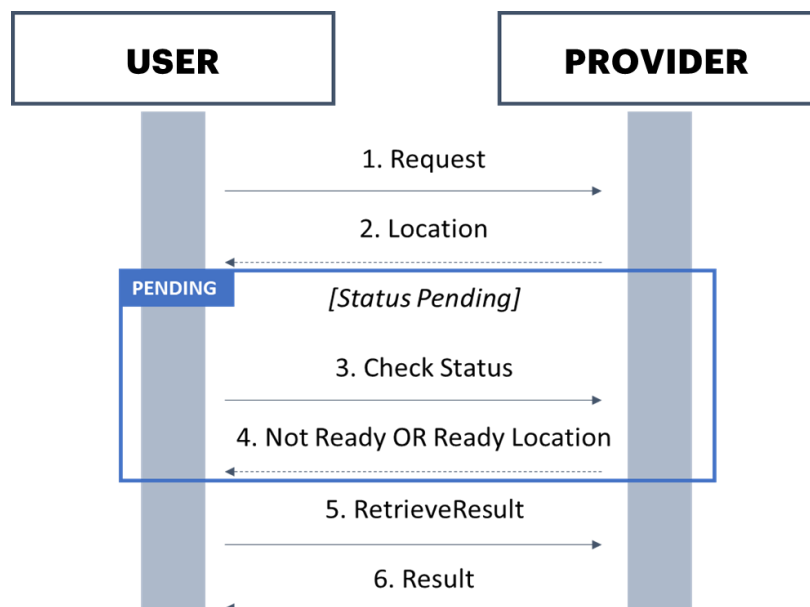 USER
PROVIDER
1. Request
2. Location
PENDING
[Status Pending]
3. Check Status
4. Not Ready OR Ready Location
5. RetrieveResult
6. Result